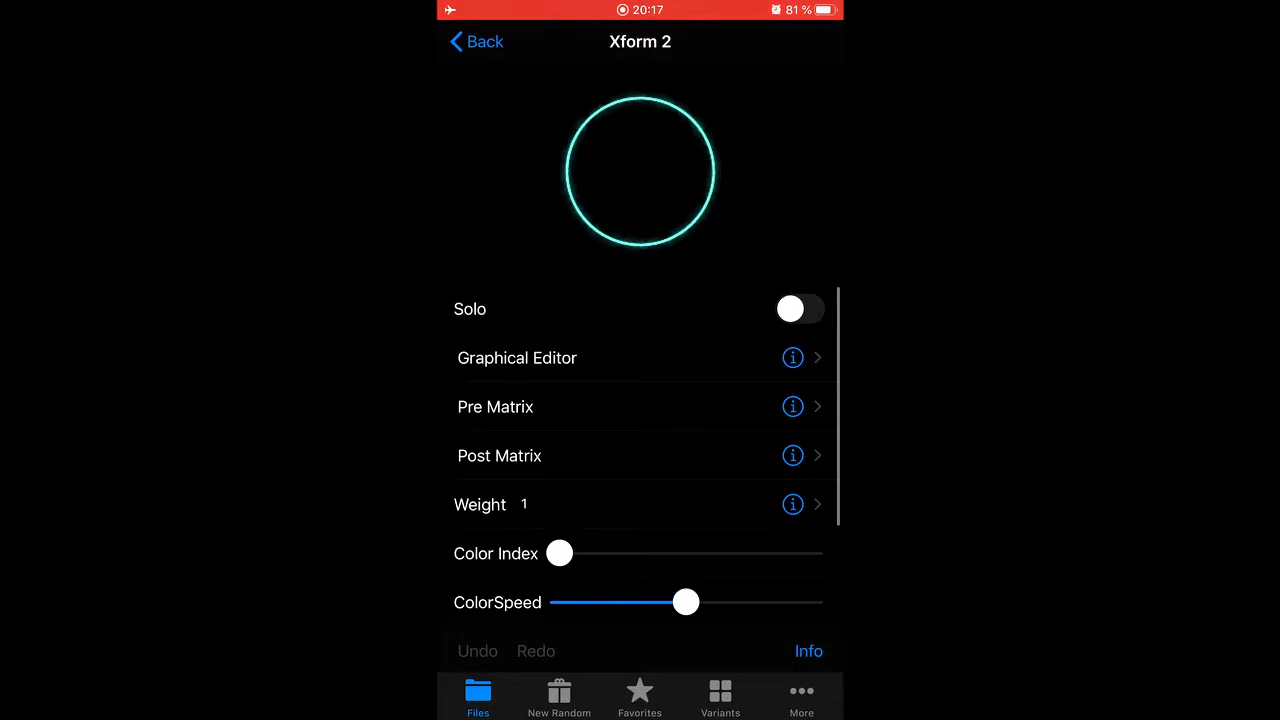 20:17 81 %
Back Xform 2
Solo
Graphical Editor
Pre Matrix
Post Matrix
Weight 1
Color Index
ColorSpeed
Undo Redo Info
Files New Random Favorites Variants More